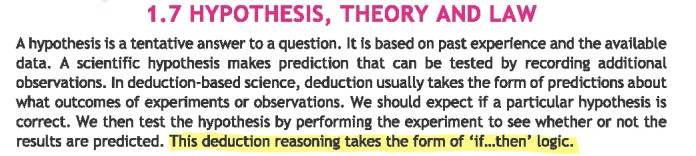 1.7 HYPOTHESIS, THEORY AND LAW
A hypothesis is a tentative answer to a question. It is based on past experience and the available
data. A scientific hypothesis makes prediction that can be tested by recording additional
observations. In deduction-based science, deduction usually takes the form of predictions about
what outcomes of experiments or observations. We should expect if a particular hypothesis is
correct. We then test the hypothesis by performing the experiment to see whether or not the
results are predicted. This deduction reasoning takes the form of ‘if...then’ logic.